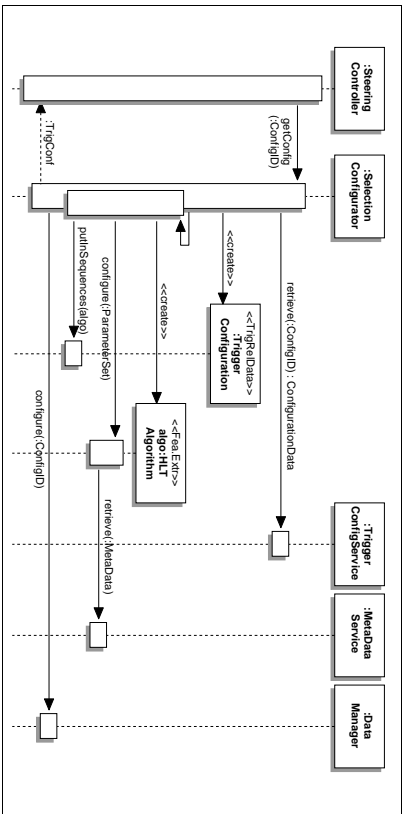 :Steering
Controller
:Selection
Configurator
:Trigger
ConfigService
:MetaData
Service
:Data
Manager
getConfig
(:ConfigID)
retrieve(:ConfigID) : ConfigurationData
<<create>>
<<TrigRelData>>
:Trigger
Configuration
<<create>>
<<Fea.Extr>>
algo:HLT
Algorithm
configure(:ParameterSet)
retrieve(:MetaData)
putInSequences(algo)
configure(:ConfigID)
:TrigConf